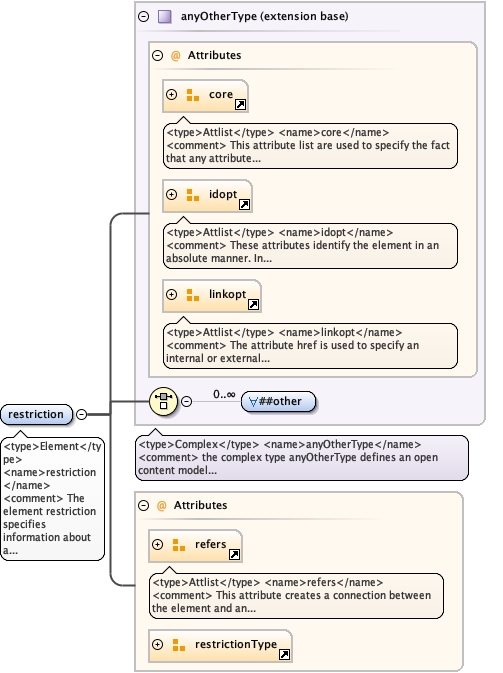 anyOtherType (extension base)
@ Attributes
core
<type>Attlist</type> <name>core</name>
<comment> This attribute list are used to specify the fact
that any attribute...
idopt
<type>Attlist</type> <name>idopt</name>
<comment> These attributes identify the element in an
absolute manner. In...
linkopt
<type>Attlist</type> <name>linkopt</name>
<comment> The attribute href is used to specify an
internal or external...
0..∞
∀##other
restriction
<type>Element</ty
pe>
<name>restriction
</name>
<comment> The
element restriction
specifies
information about
a...
<type>Complex</type> <name>anyOtherType</name>
<comment> the complex type anyOtherType defines an open
content model...
@ Attributes
refers
<type>Attlist</type> <name>refers</name>
<comment> This attribute creates a connection between
the element and an...
restrictionType